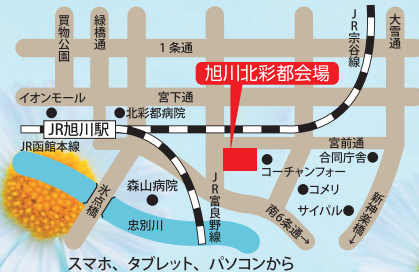 買物公園
緑橋通
1条通
JR宗谷線
大雪通
旭川北彩都会場
イオンモール
宮下通
北彩都病院
JR旭川駅
JR函館本線
宮前通
合同庁舎
コーチャンフォー
氷点橋
森山病院
忠別川
JR富良野線
コメリ
サイパル
南6条通→
新神楽橋→
スマホ、タブレット、パソコンから